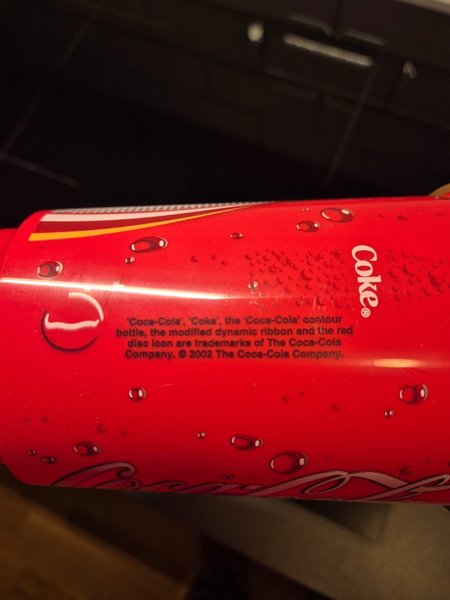 Coke®
'Coca-Cola', 'Coke', the 'Coca-Cola' contour
bottle, the modified dynamic ribbon and the red
disc icon are trademarks of The Coca-Cola
Company. © 2002 The Coca-Cola Company.